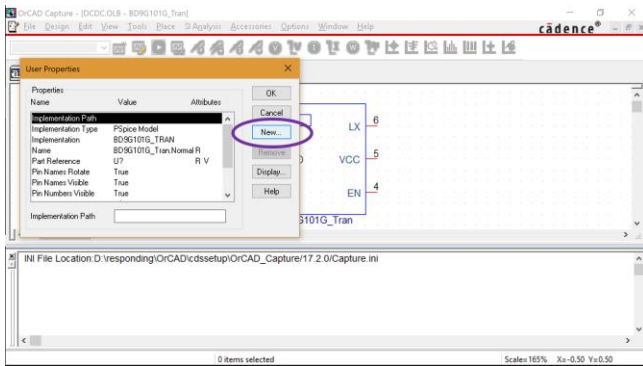 OrCAD Capture - [DCDC.OLB - BD9G101G_Tran]
File Design Edit View Tools Place SI Analysis Accessories Options Window Help
cādence®
User Properties
Properties
Name Value Attributes
Implementation Path
Implementation Type PSpice Model
Implementation BD9G101G_TRAN
Name BD9G101G_Tran.Normal R
Part Reference U? R V
Pin Names Rotate True
Pin Names Visible True
Pin Numbers Visible True
Implementation Path
OK
Cancel
New...
Remove
Display...
Help
LX 6
VCC 5
EN 4
G101G_Tran
INI File Location:D:\responding\OrCAD\cdssetup\OrCAD_Capture/17.2.0/Capture.ini
0 items selected
Scale=165% X=-0.50 Y=0.50